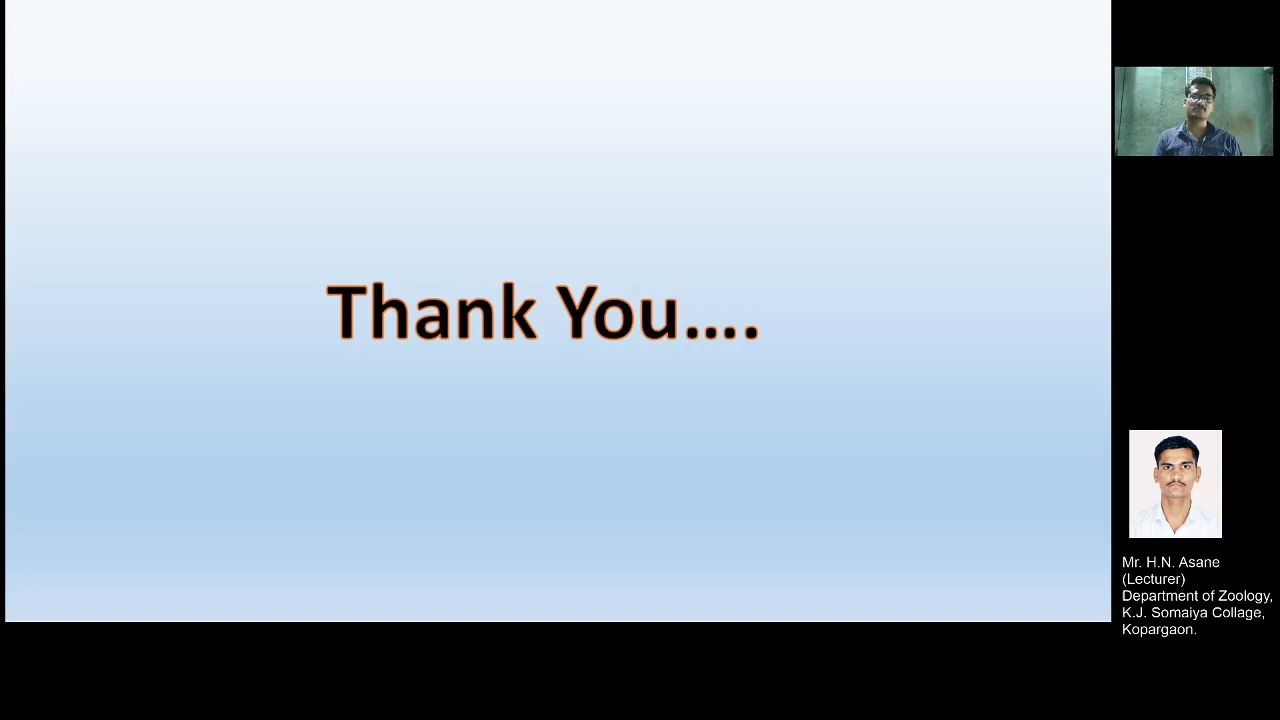 Thank You....
Mr. H.N. Asane
(Lecturer)
Department of Zoology,
K.J. Somaiya Collage,
Kopargaon.